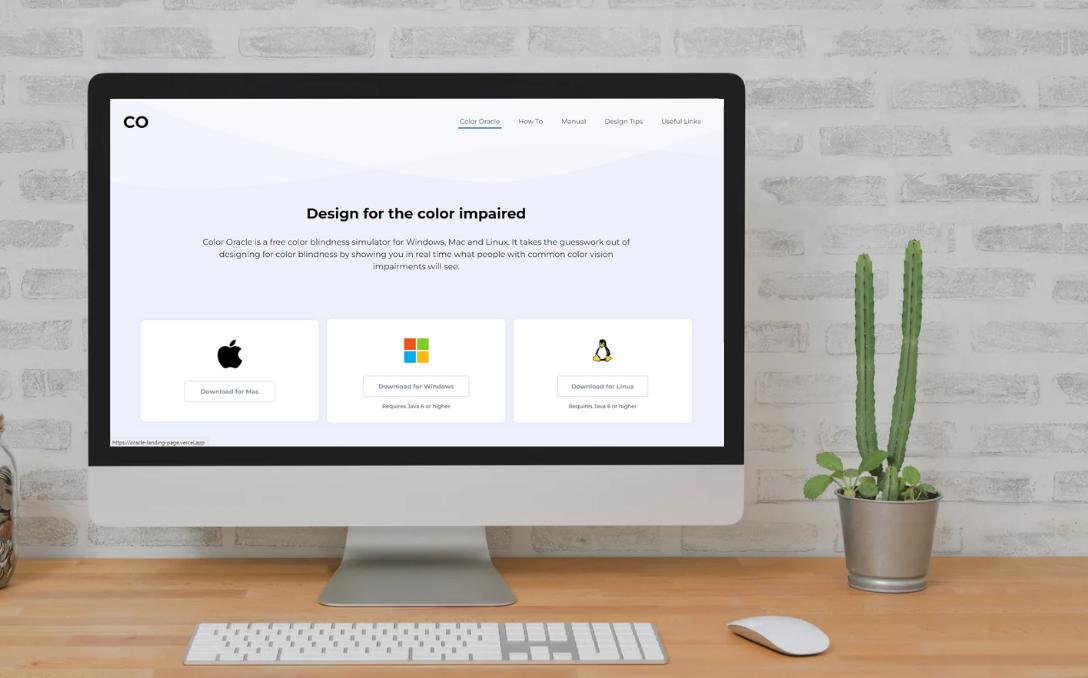 CO
Color Oracle How To Manual Design Tips Useful Links
Design for the color impaired
Color Oracle is a free color blindness simulator for Windows, Mac and Linux. It takes the guesswork out of
designing for color blindness by showing you in real time what people with common color vision
impairments will see.
Download for Mac
Download for Windows
Requires Java 6 or higher
Download for Linux
Requires Java 6 or higher
https://oracle-landing-page.vercel.app